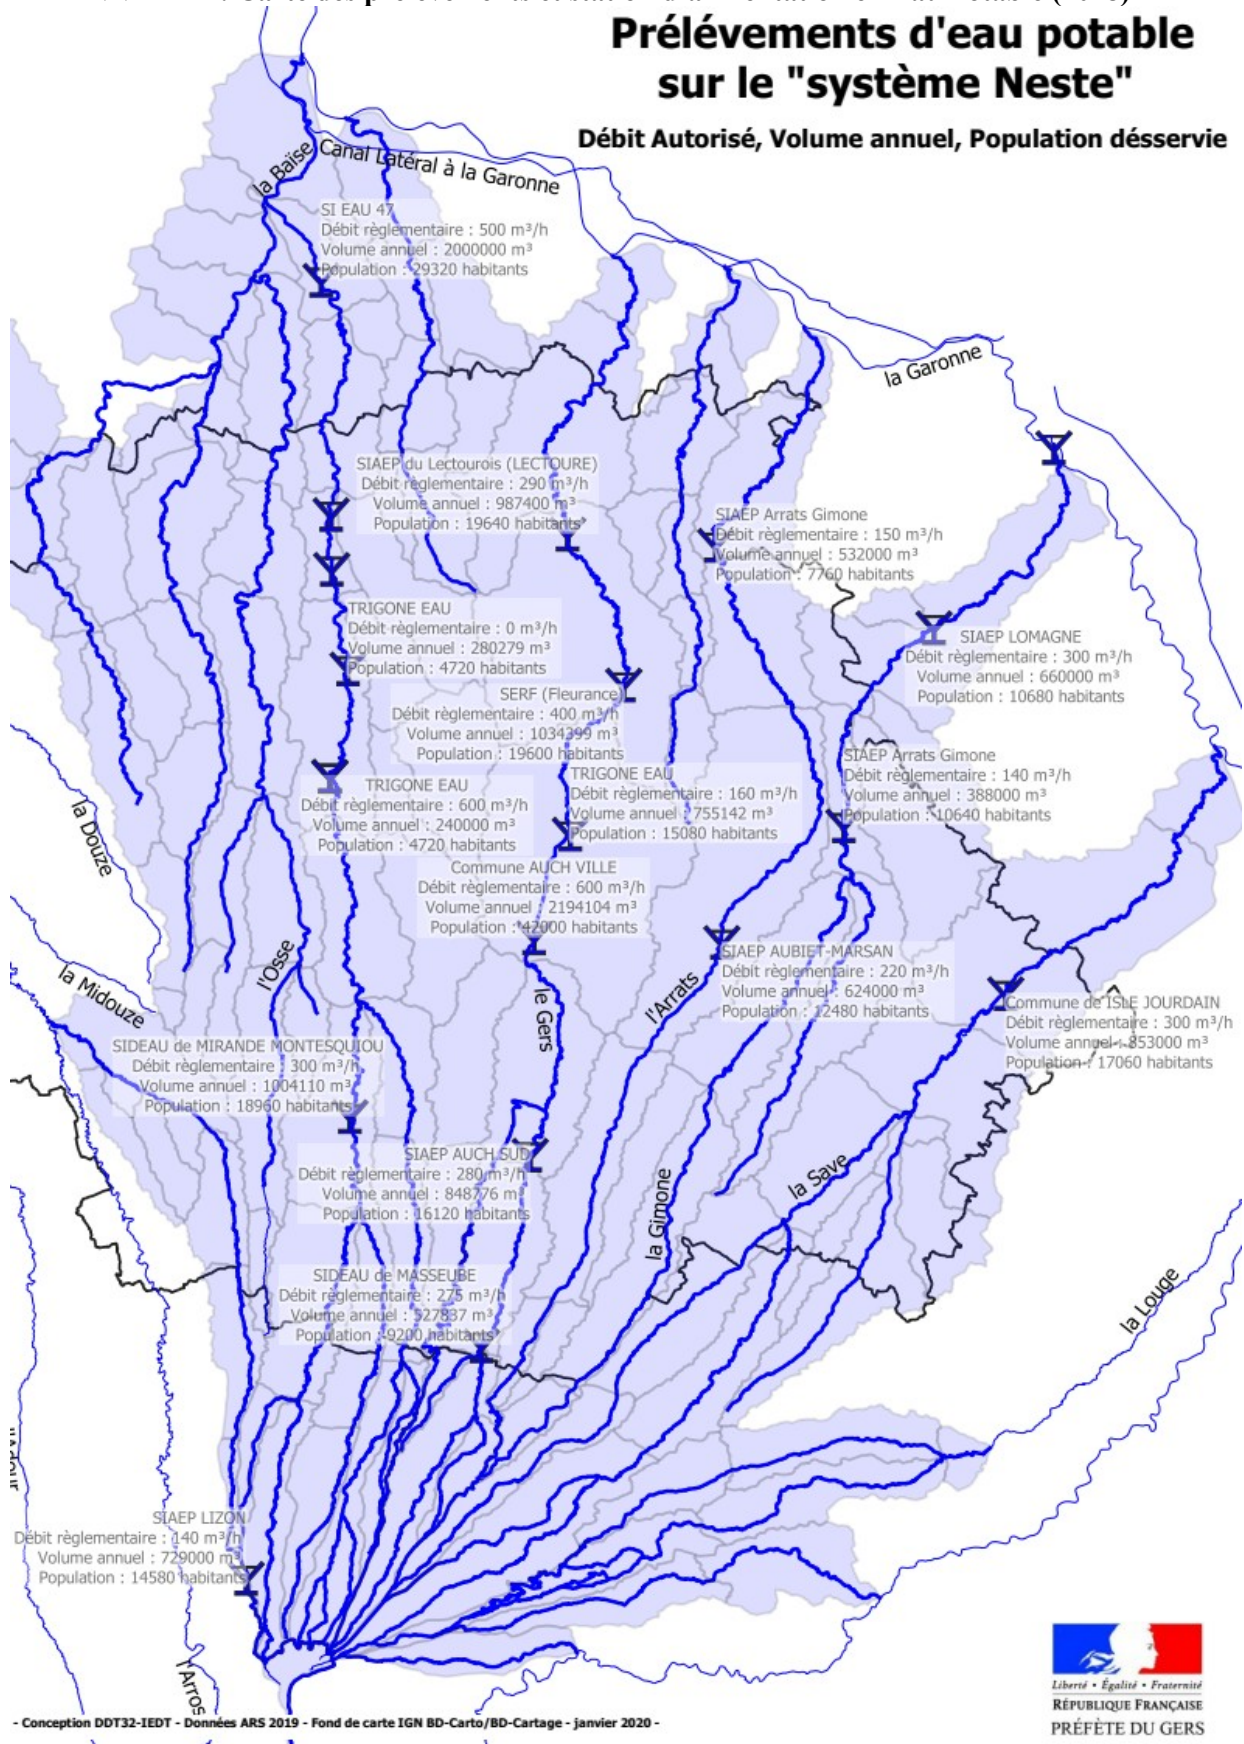 Prélévements d'eau potable
sur le "système Neste"
Débit Autorisé, Volume annuel, Population désservie
la Baïse
Canal Latéral à la Garonne
SI EAU 47
Débit règlementaire : 500 m³/h
Volume annuel : 2000000 m³
Population : 29320 habitants
la Garonne
SIAEP du Lectourois (LECTOURE)
Débit règlementaire : 290 m³/h
Volume annuel : 987400 m³
Population : 19640 habitants
SIAEP Arrats Gimone
Débit règlementaire : 150 m³/h
Volume annuel : 532000 m³
Population : 7760 habitants
TRIGONE EAU
Débit règlementaire : 0 m³/h
Volume annuel : 280279 m³
Population : 4720 habitants
SIAEP LOMAGNE
Débit règlementaire : 300 m³/h
Volume annuel : 660000 m³
Population : 10680 habitants
SERF (Fleurance)
Débit règlementaire : 400 m³/h
Volume annuel : 1034399 m³
Population : 19600 habitants
SIAEP Arrats Gimone
Débit règlementaire : 140 m³/h
Volume annuel : 388000 m³
Population : 10640 habitants
TRIGONE EAU
Débit règlementaire : 160 m³/h
Volume annuel : 755142 m³
Population : 15080 habitants
TRIGONE EAU
Débit règlementaire : 600 m³/h
Volume annuel : 240000 m³
Population : 4720 habitants
la Douze
Commune AUCH VILLE
Débit règlementaire : 600 m³/h
Volume annuel : 2194104 m³
Population : 42000 habitants
l'Osse
la Midouze
le Gers
l'Arrats
SIAEP AUBIET-MARSAN
Débit règlementaire : 220 m³/h
Volume annuel : 624000 m³
Population : 12480 habitants
Commune de ISLE JOURDAIN
Débit règlementaire : 300 m³/h
Volume annuel : 853000 m³
Population : 17060 habitants
SIDEAU de MIRANDE MONTESQUIOU
Débit règlementaire : 300 m³/h
Volume annuel : 1004110 m³
Population : 18960 habitants
SIAEP AUCH SUD
Débit règlementaire : 280 m³/h
Volume annuel : 848776 m³
Population : 16120 habitants
la Gimone
la Save
SIDEAU de MASSEUBE
Débit règlementaire : 275 m³/h
Volume annuel : 527837 m³
Population : 9200 habitants
la Louge
SIAEP LIZON
Débit règlementaire : 140 m³/h
Volume annuel : 729000 m³
Population : 14580 habitants
l'Arros
Liberté • Égalité • Fraternité
RÉPUBLIQUE FRANÇAISE
PRÉFÈTE DU GERS
- Conception DDT32-IEDT - Données ARS 2019 - Fond de carte IGN BD-Carto/BD-Cartage - janvier 2020 -